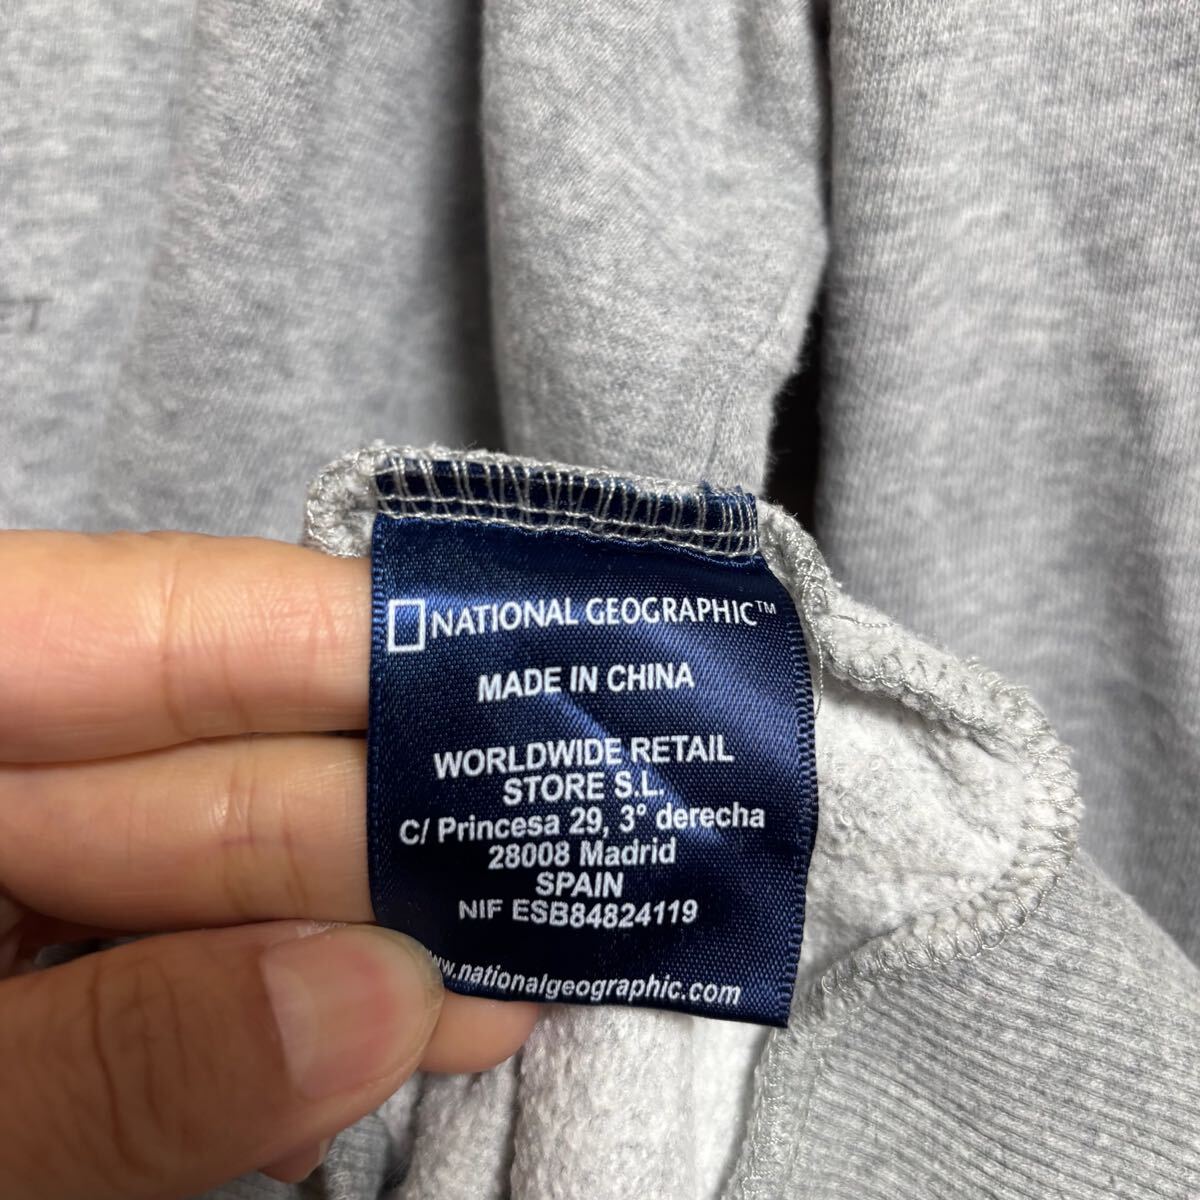 NATIONAL GEOGRAPHIC™
MADE IN CHINA
WORLDWIDE RETAIL
STORE S.L.
C/ Princesa 29, 3º derecha
28008 Madrid
SPAIN
NIF ESB84824119
www.nationalgeographic.com